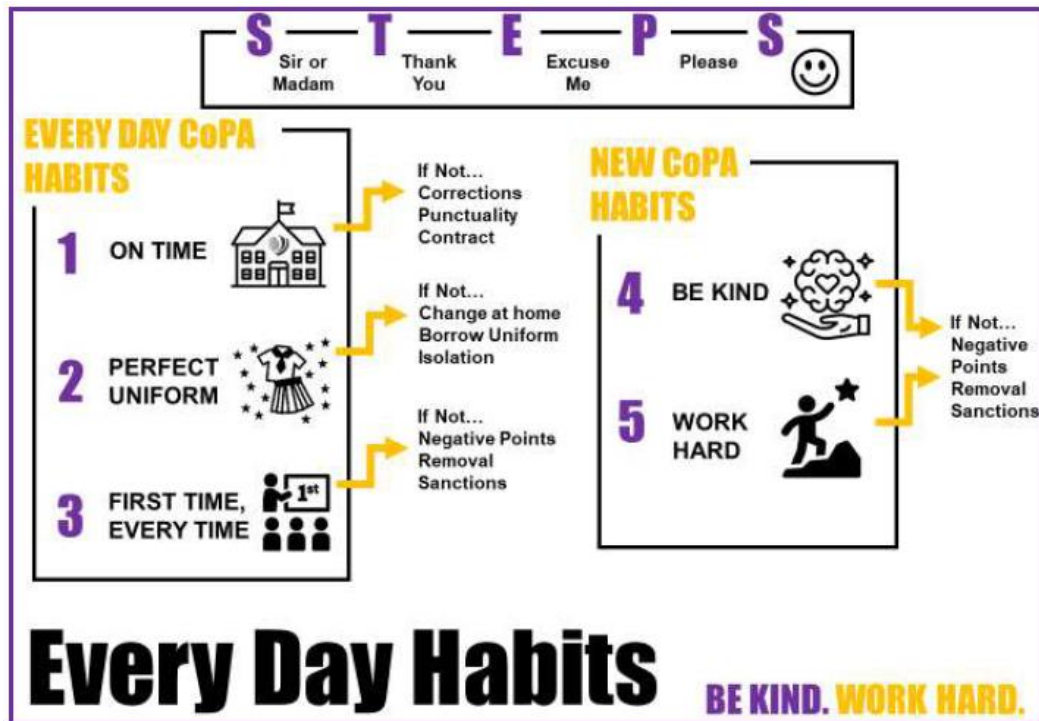 S T E P S
Sir or
Madam
Thank
You
Excuse
Me
Please
EVERY DAY CoPA
HABITS
1 ON TIME
If Not...
Corrections
Punctuality
Contract
2 PERFECT
UNIFORM
If Not...
Change at home
Borrow Uniform
Isolation
3 FIRST TIME,
EVERY TIME
1st
If Not...
Negative Points
Removal
Sanctions
NEW CoPA
HABITS
4 BE KIND
5 WORK
HARD
If Not...
Negative
Points
Removal
Sanctions
Every Day Habits
BE KIND. WORK HARD.